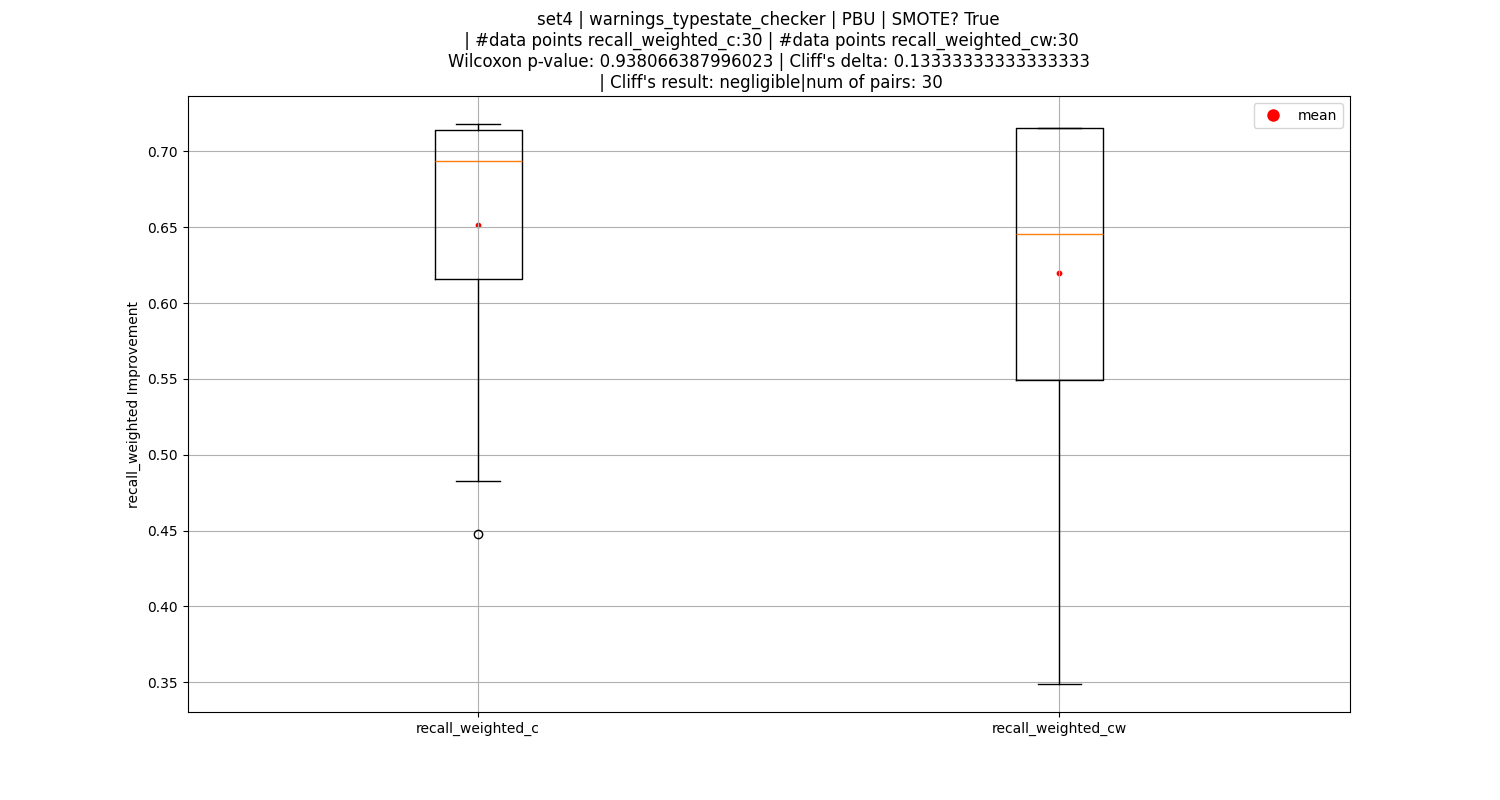 set4 | warnings_typestate_checker | PBU | SMOTE? True
| #data points recall_weighted_c:30 | #data points recall_weighted_cw:30
Wilcoxon p-value: 0.938066387996023 | Cliff's delta: 0.13333333333333333
| Cliff's result: negligible|num of pairs: 30
mean
0.70
0.65
0.60
0.55
0.50
0.45
0.40
0.35
recall_weighted Improvement
recall_weighted_c
recall_weighted_cw